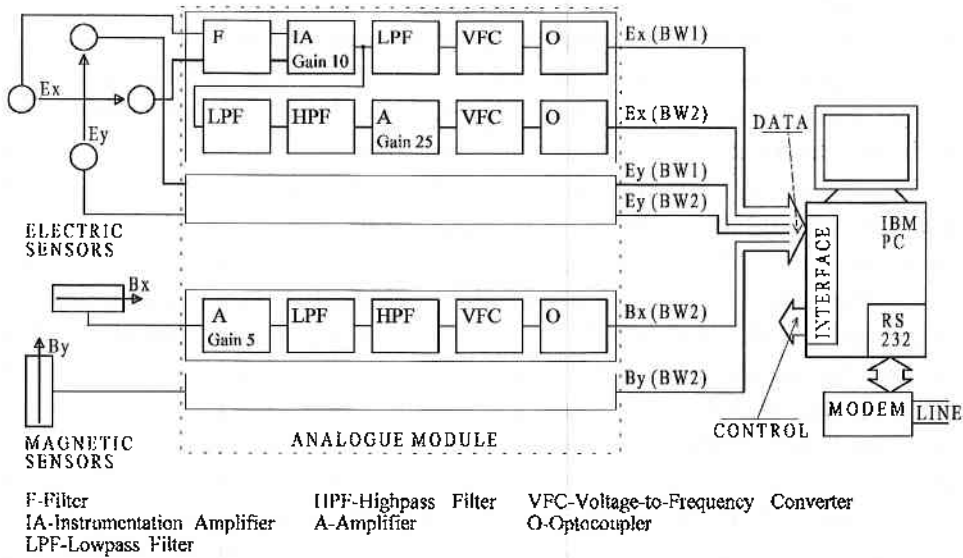 F IA LPF VFC O Ex (BW1)
Gain 10
Ex
LPF HPF A VFC O Ex (BW2)
Gain 25
DATA
Ey
Ey (BW1)
Ey (BW2)
ELECTRIC
SENSORS
IBM
PC
INTERFACE
Bx
A LPF HPF VFC O Bx (BW2)
Gain 5
RS
232
By
By (BW2)
MODEM LINE
CONTROL
MAGNETIC
SENSORS
ANALOGUE MODULE
F-Filter HPF-Highpass Filter VFC-Voltage-to-Frequency Converter
IA-Instrumentation Amplifier A-Amplifier O-Optocoupler
LPF-Lowpass Filter